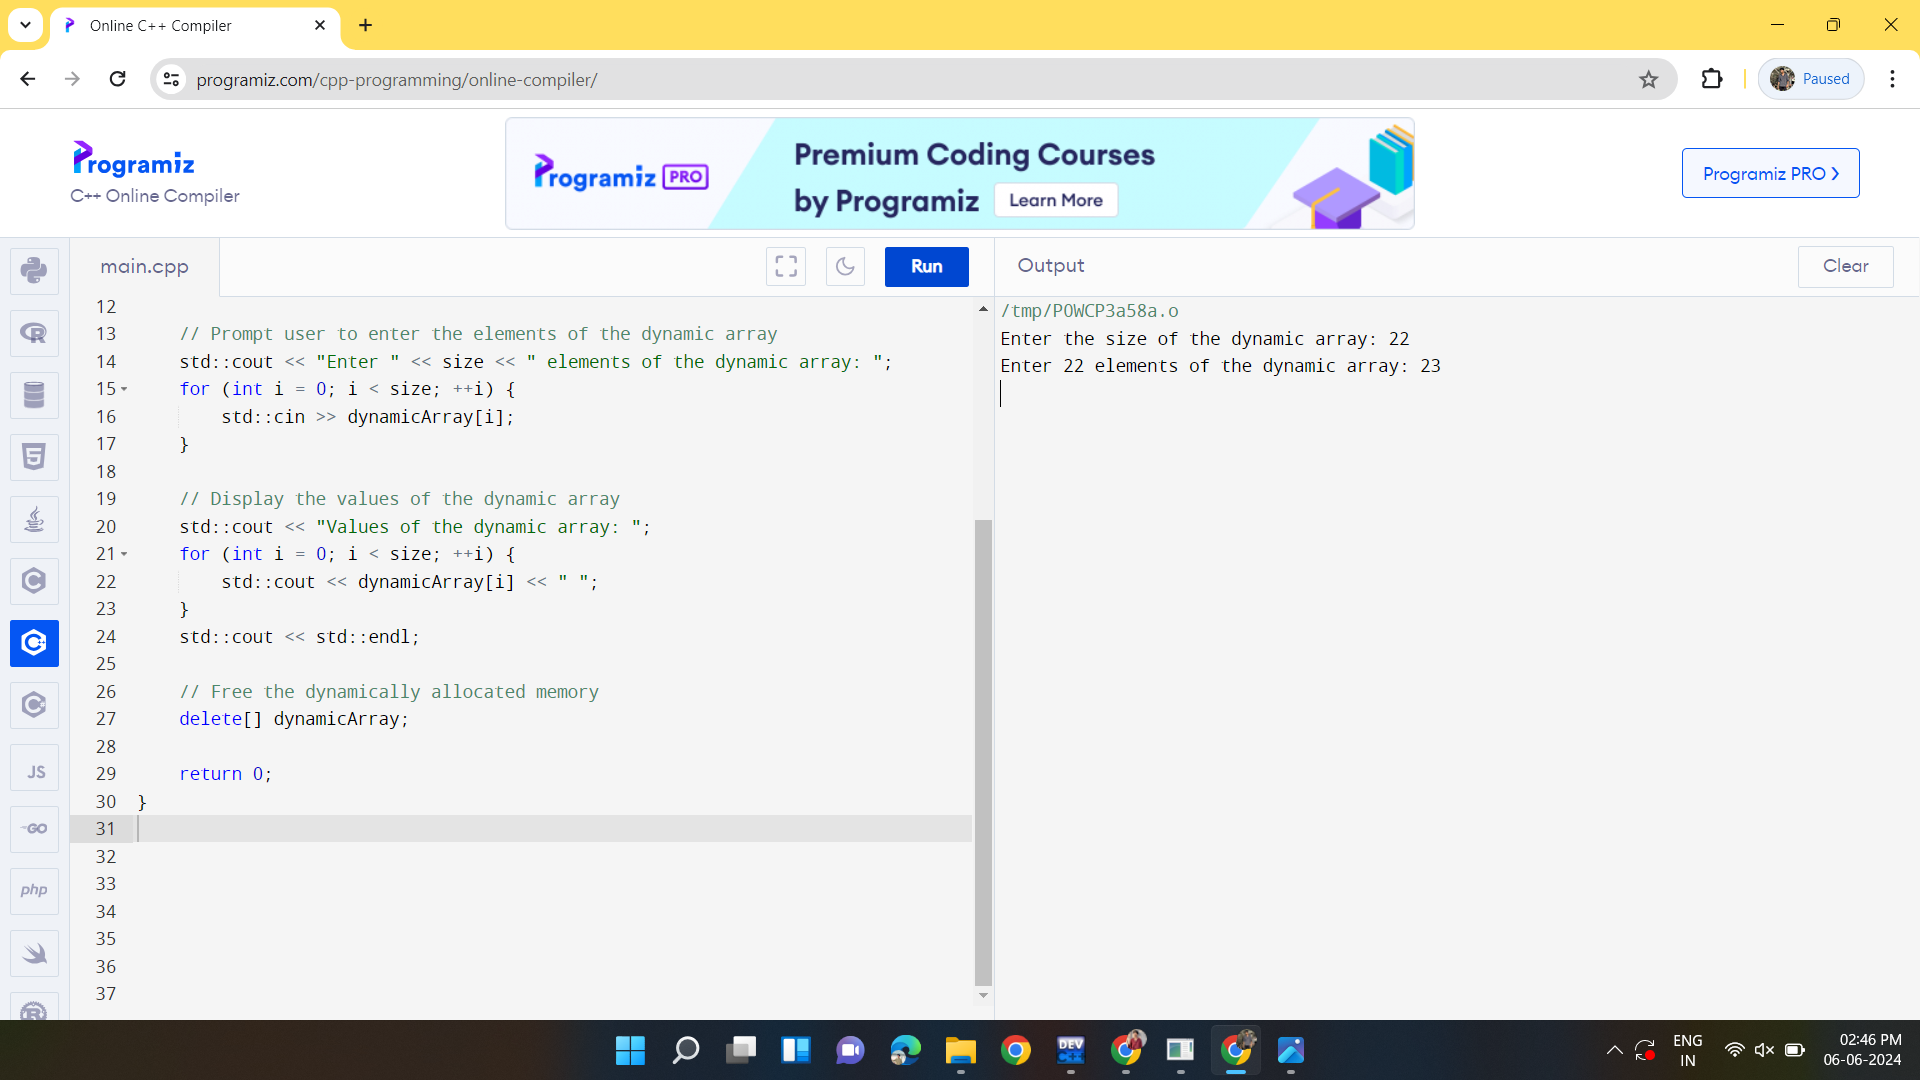 Online C++ Compiler
programiz.com/cpp-programming/online-compiler/
Paused
Programiz
C++ Online Compiler
Programiz PRO
Premium Coding Courses
by Programiz
Learn More
Programiz PRO
main.cpp
Run
Output
Clear
12
13 // Prompt user to enter the elements of the dynamic array
14 std::cout << "Enter " << size << " elements of the dynamic array: ";
15 for (int i = 0; i < size; ++i) {
16 std::cin >> dynamicArray[i];
17 }
18
19 // Display the values of the dynamic array
20 std::cout << "Values of the dynamic array: ";
21 for (int i = 0; i < size; ++i) {
22 std::cout << dynamicArray[i] << " ";
23 }
24 std::cout << std::endl;
25
26 // Free the dynamically allocated memory
27 delete[] dynamicArray;
28
29 return 0;
30 }
31
32
33
34
35
36
37
/tmp/POWCP3a58a.o
Enter the size of the dynamic array: 22
Enter 22 elements of the dynamic array: 23
JS
GO
php
DEV
ENG
IN
02:46 PM
06-06-2024